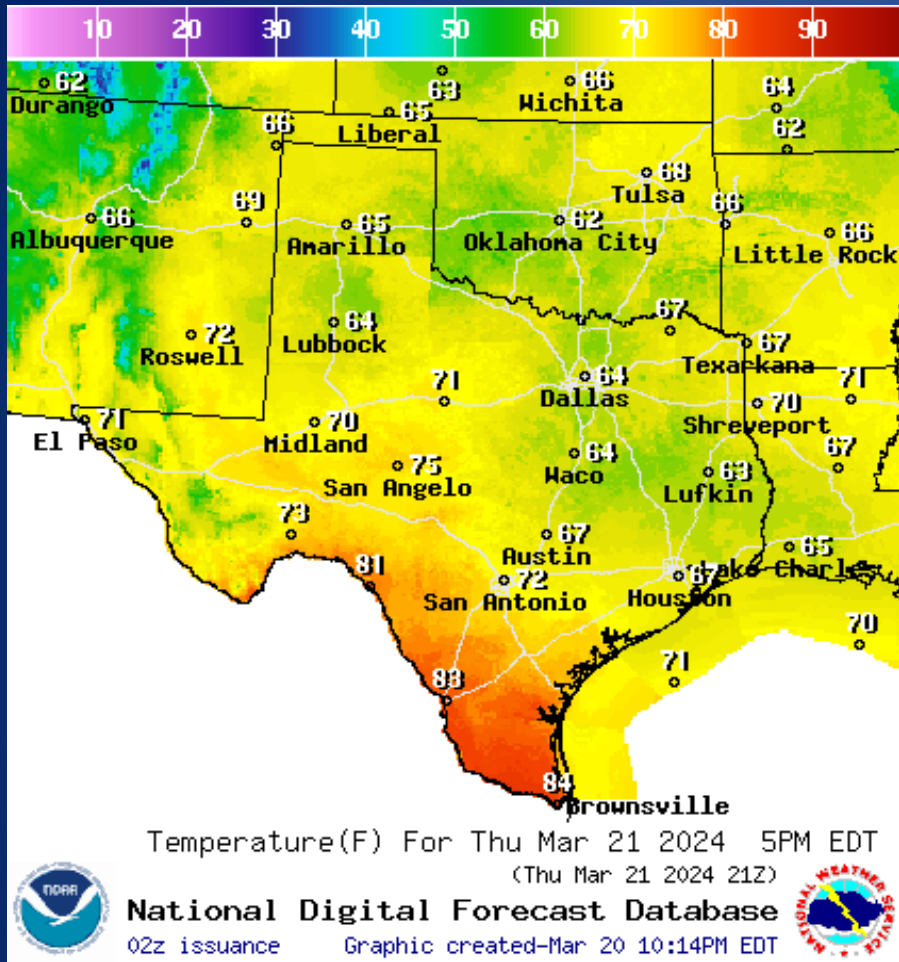 10 20 30 40 50 60 70 80 90
62
Durango
63
66
Wichita
65
Liberal
64
62
66
68
Tulsa
66
Albuquerque
69
65
Amarillo
62
Oklahoma City
66
66
Little Rock
72
Roswell
64
Lubbock
67
67
Texarkana
64
Dallas
71
71
El Paso
70
Midland
71
70
Shreveport
75
San Angelo
64
Waco
63
Lufkin
67
73
67
Austin
65
Lake Charles
81
72
San Antonio
67
Houston
70
71
83
84
Brownsville
Temperature(F) For Thu Mar 21 2024 5PM EDT
(Thu Mar 21 2024 21Z)
National Digital Forecast Database
02z issuance Graphic created-Mar 20 10:14PM EDT
NOAA
NATIONAL WEATHER SERVICE